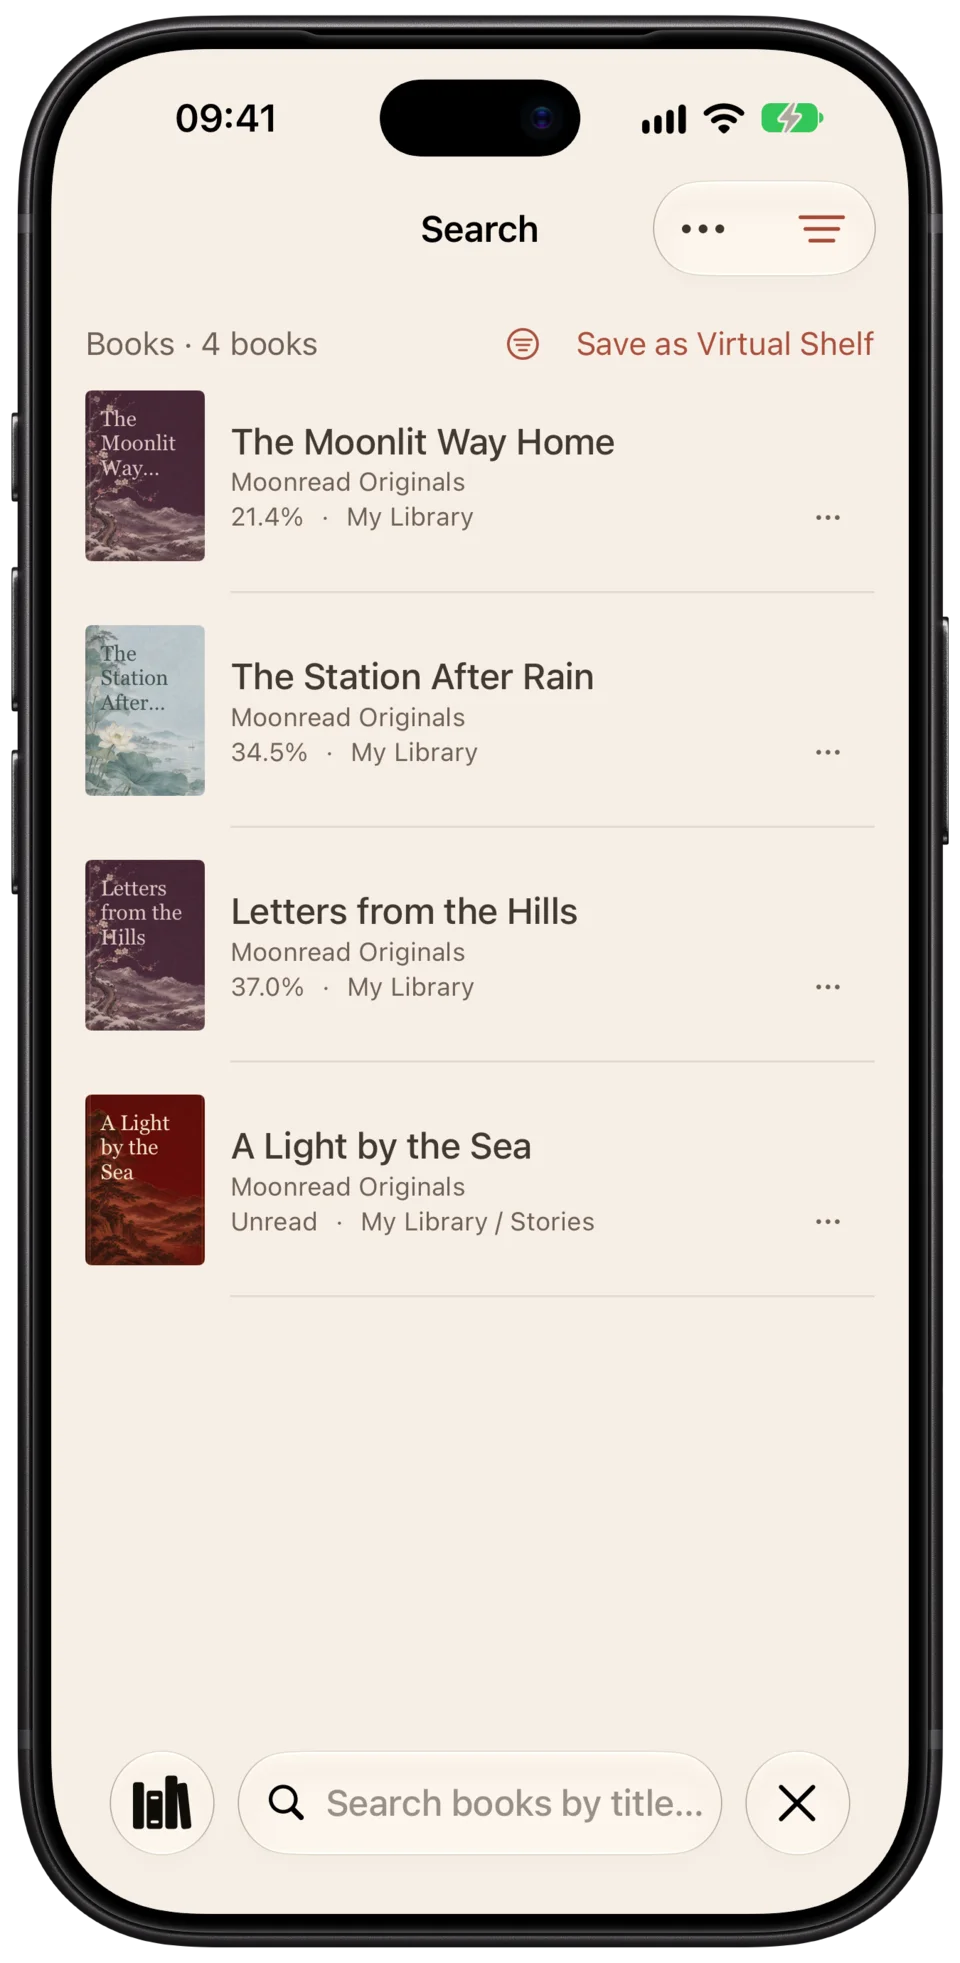 09:41
Search
Books · 4 books
Save as Virtual Shelf
The
Moonlit
Way...
The Moonlit Way Home
Moonread Originals
21.4% · My Library
The
Station
After...
The Station After Rain
Moonread Originals
34.5% · My Library
Letters
from the
Hills
Letters from the Hills
Moonread Originals
37.0% · My Library
A Light
by the
Sea
A Light by the Sea
Moonread Originals
Unread · My Library / Stories
Search books by title...